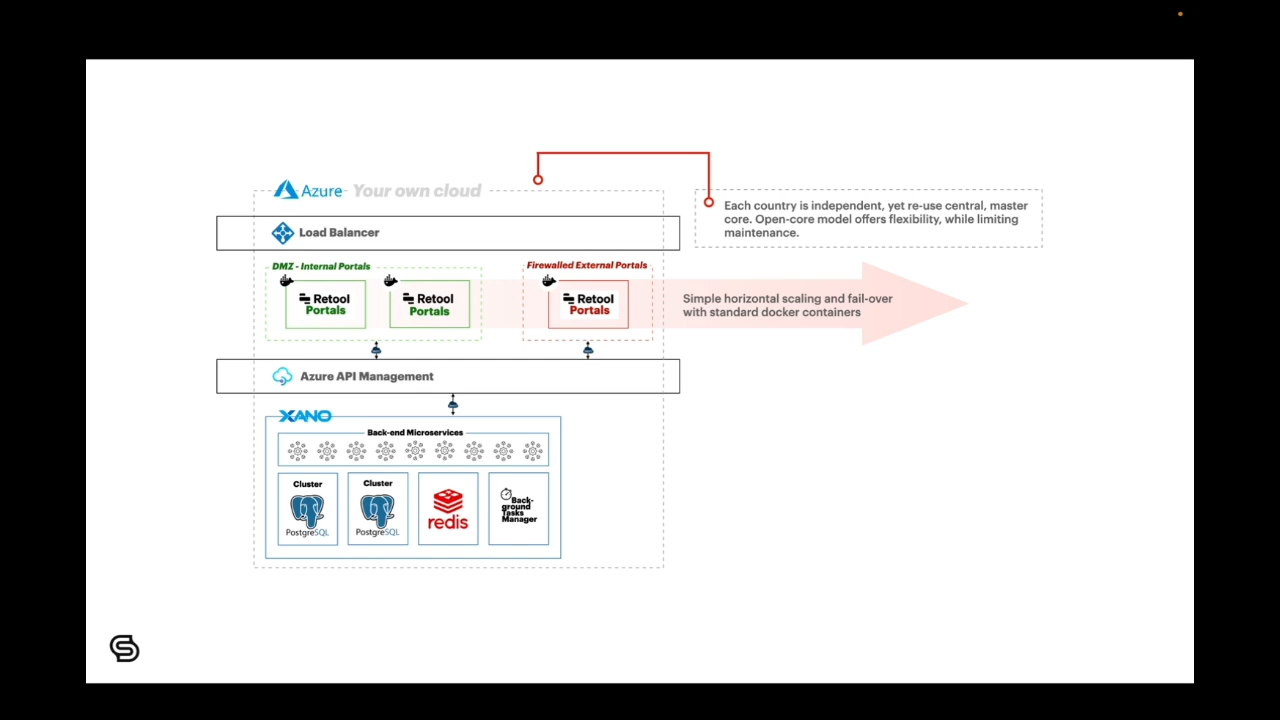 Azure Your own cloud
Each country is independent, yet re-use central, master
core. Open-core model offers flexibility, while limiting
maintenance.
Load Balancer
DMZ - Internal Portals
Firewalled External Portals
Retool
Portals
Retool
Portals
Retool
Portals
Simple horizontal scaling and fail-over
with standard docker containers
Azure API Management
XANO
Back-end Microservices
Cluster
PostgreSQL
Cluster
PostgreSQL
redis
Back-
ground
Tasks
Manager